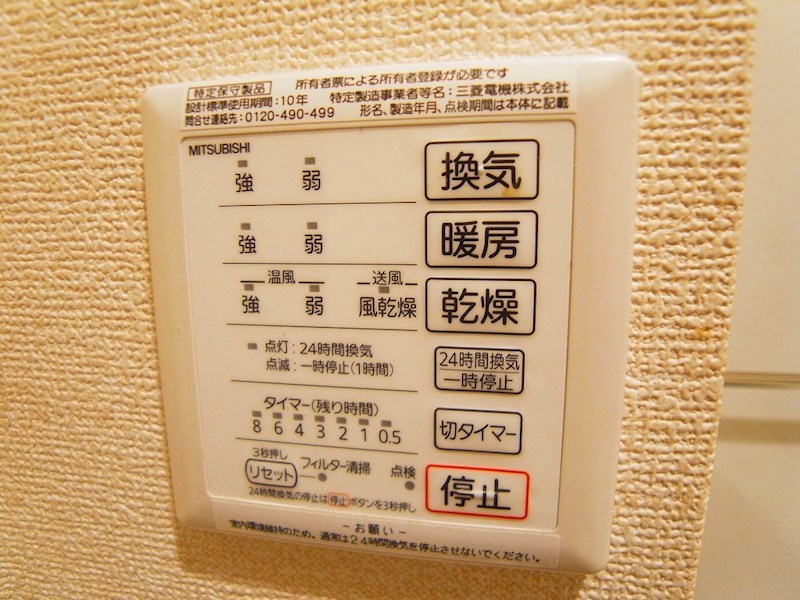 特定保守製品 所有者票による所有者登録が必要です
設計標準使用期間:10年 特定製造事業者等名:三菱電機株式会社
問合せ連絡先:0120-490-499 形名、製造年月、点検期間は本体に記載
MITSUBISHI
強 弱 換気
強 弱 暖房
温風 送風
強 弱 風乾燥 乾燥
点灯:24時間換気
点滅:一時停止(1時間)
24時間換気
一時停止
タイマー(残り時間)
8 6 4 3 2 1 0.5
切タイマー
3秒押し
リセット フィルター清掃 点検
停止
24時間換気の停止は停止ボタンを3秒押し
-お願い-
室内環境維持のため、通常は24時間換気を停止させないでください。